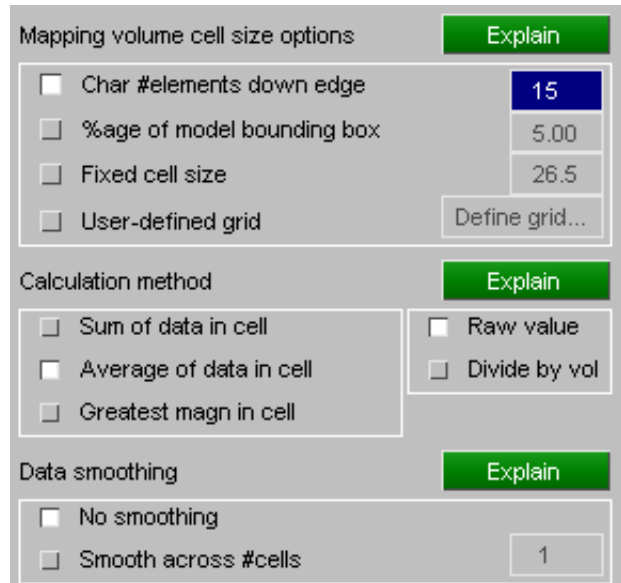 Mapping volume cell size options Explain
Char #elements down edge 15
%age of model bounding box 5.00
Fixed cell size 26.5
User-defined grid Define grid...
Calculation method Explain
Sum of data in cell Raw value
Average of data in cell Divide by vol
Greatest magn in cell
Data smoothing Explain
No smoothing
Smooth across #cells 1